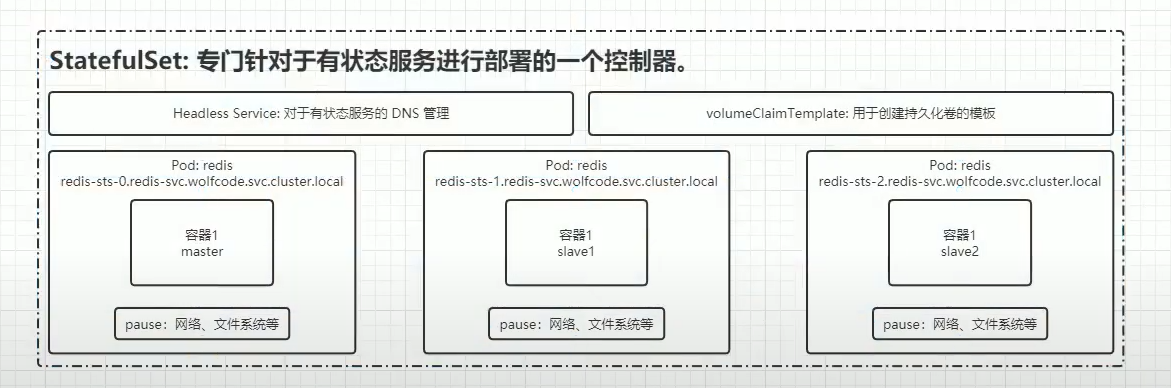 StatefulSet: 专门针对于有状态服务进行部署的一个控制器。
Headless Service: 对于有状态服务的 DNS 管理
volumeClaimTemplate: 用于创建持久化卷的模板
Pod: redis
redis-sts-0.redis-svc.wolfcode.svc.cluster.local
容器1
master
pause：网络、文件系统等
Pod: redis
redis-sts-1.redis-svc.wolfcode.svc.cluster.local
容器1
slave1
pause：网络、文件系统等
Pod: redis
redis-sts-2.redis-svc.wolfcode.svc.cluster.local
容器1
slave2
pause：网络、文件系统等